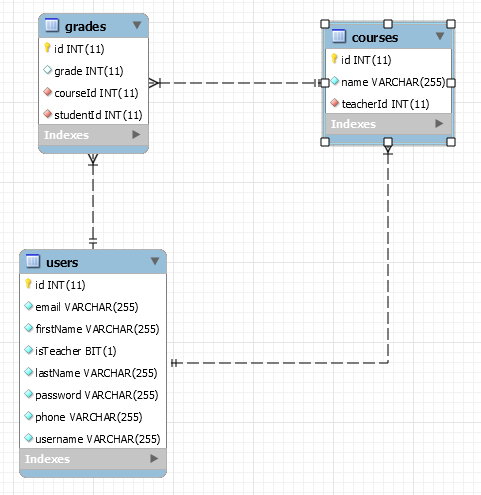 grades
id INT(11)
grade INT(11)
courseId INT(11)
studentId INT(11)
Indexes
courses
id INT(11)
name VARCHAR(255)
teacherId INT(11)
Indexes
users
id INT(11)
email VARCHAR(255)
firstName VARCHAR(255)
isTeacher BIT(1)
lastName VARCHAR(255)
password VARCHAR(255)
phone VARCHAR(255)
username VARCHAR(255)
Indexes